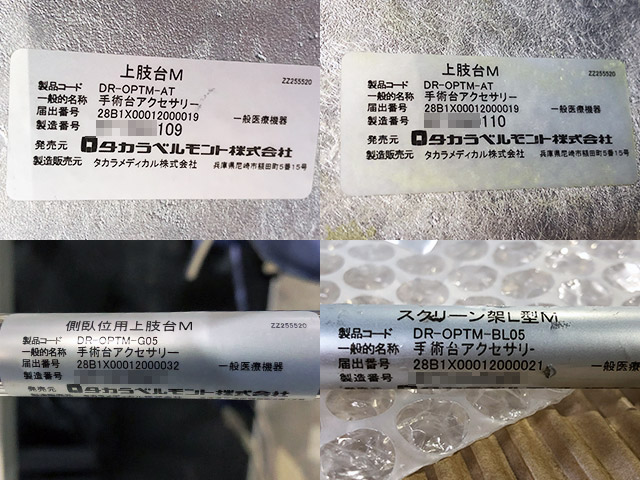 上肢台M
ZZ255520
製品コード DR-OPTM-AT
一般的名称 手術台アクセサリー
届出番号 28B1X00012000019 一般医療機器
製造番号 109
発売元 タカラベルモント株式会社
製造販売元 タカラメディカル株式会社 兵庫県尼崎市額田町5番15号
上肢台M
ZZ255520
製品コード DR-OPTM-AT
一般的名称 手術台アクセサリー
届出番号 28B1X00012000019
製造番号 110 一般医療機器
発売元 タカラベルモント株式会社
製造販売元 タカラメディカル株式会社 兵庫県尼崎市額田町5番15号
側臥位用上肢台M
ZZ255520
製品コード DR-OPTM-G05
一般的名称 手術台アクセサリー
届出番号 28B1X00012000032 一般医療機器
製造番号
発売元 タカラベルモント株式会社
スクリーン架L型M
製品コード DR-OPTM-BL05
一般的名称 手術台アクセサリー
届出番号 28B1X00012000021 一般医療
製造番号